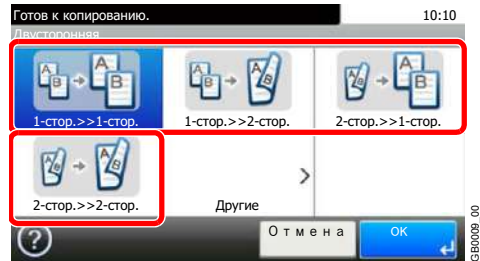 Готов к копированию. 10:10
Двусторонняя
A B A B
A B A B
A B A B
1-стор.>>1-стор. 1-стор.>>2-стор. 2-стор.>>1-стор.
A B A B
2-стор.>>2-стор. Другие
? Отмена OK
GB0009_00